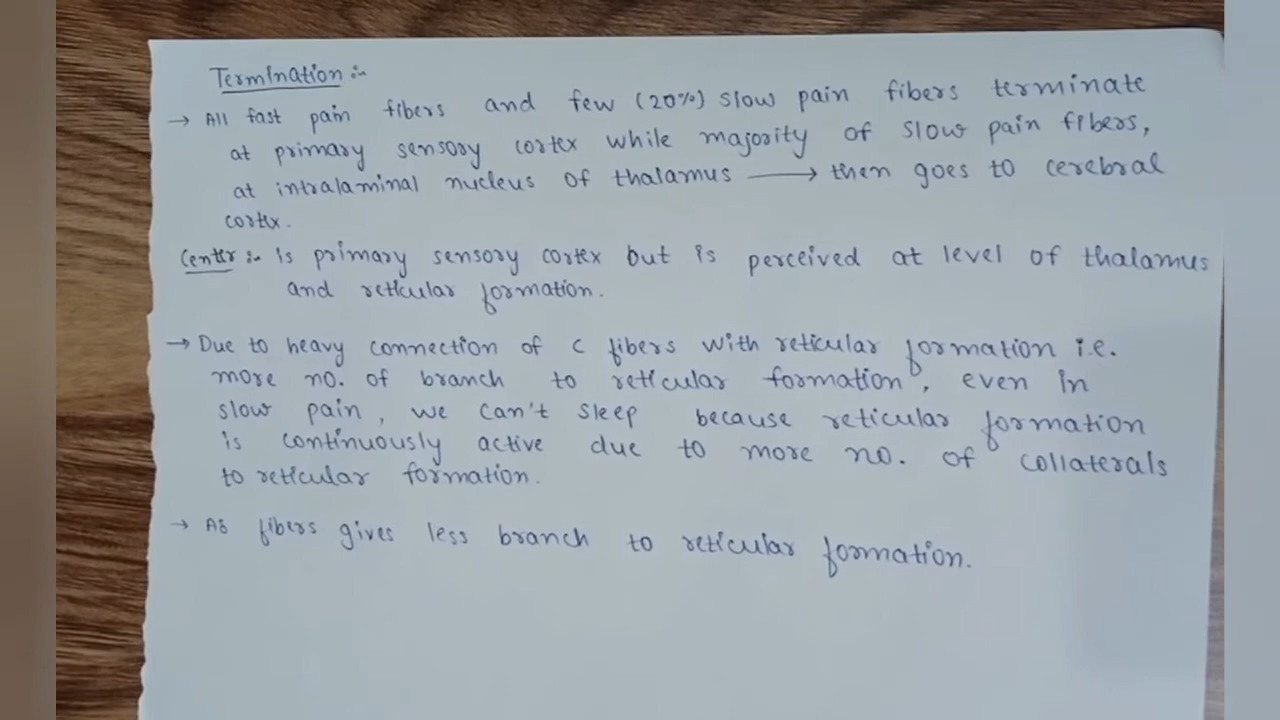 Termination :-
→ All fast pain fibers and few (20%) slow pain fibers terminate
at primary sensory cortex while majority of slow pain fibers,
at intralaminal nucleus of thalamus ⟶ then goes to cerebral
cortex.
Center :- is primary sensory cortex but is perceived at level of thalamus
and reticular formation.
→ Due to heavy connection of C fibers with reticular formation i.e.
more no. of branch to reticular formation, even in
slow pain, we can't sleep because reticular formation
is continuously active due to more no. of collaterals
to reticular formation.
→ Aδ fibers gives less branch to reticular formation.